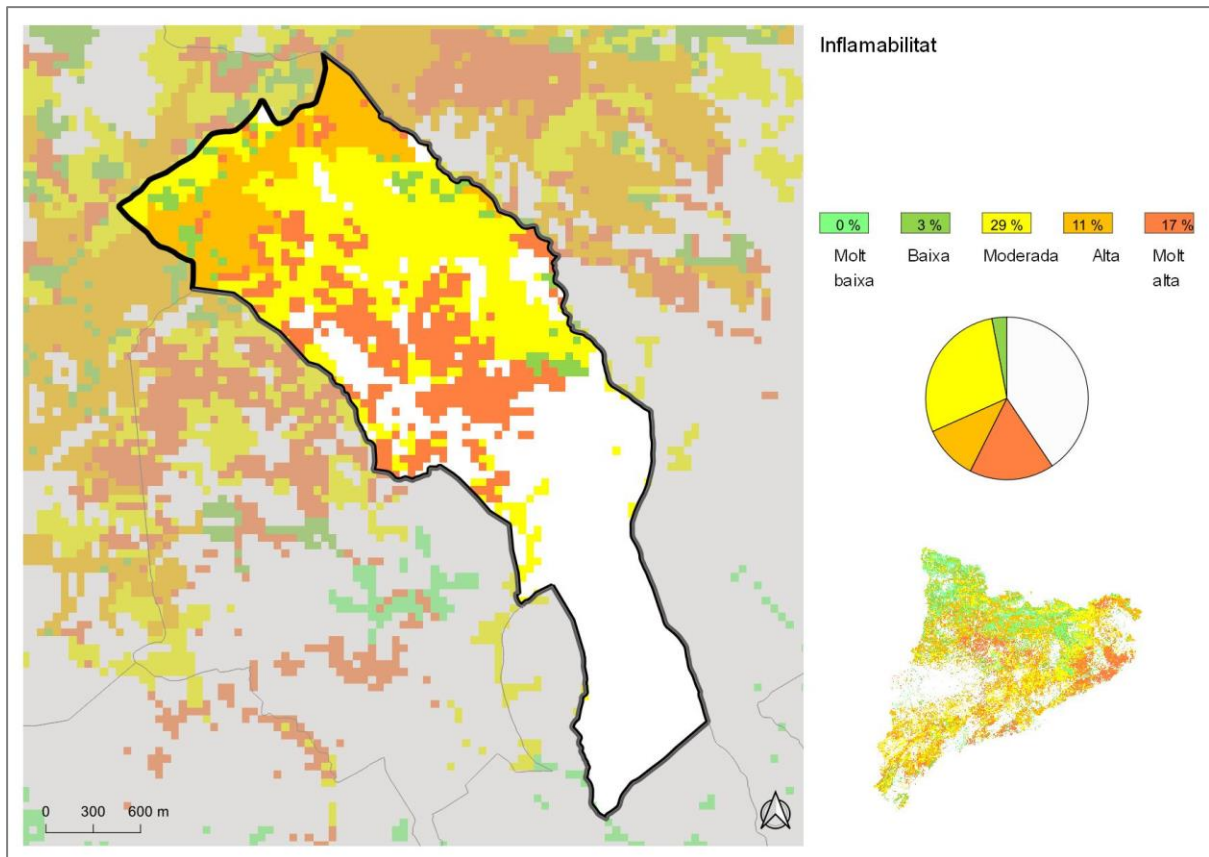 Inflamabilitat
0 % 3 % 29 % 11 % 17 %
Molt Baixa Moderada Alta Molt
baixa alta
0 300 600 m